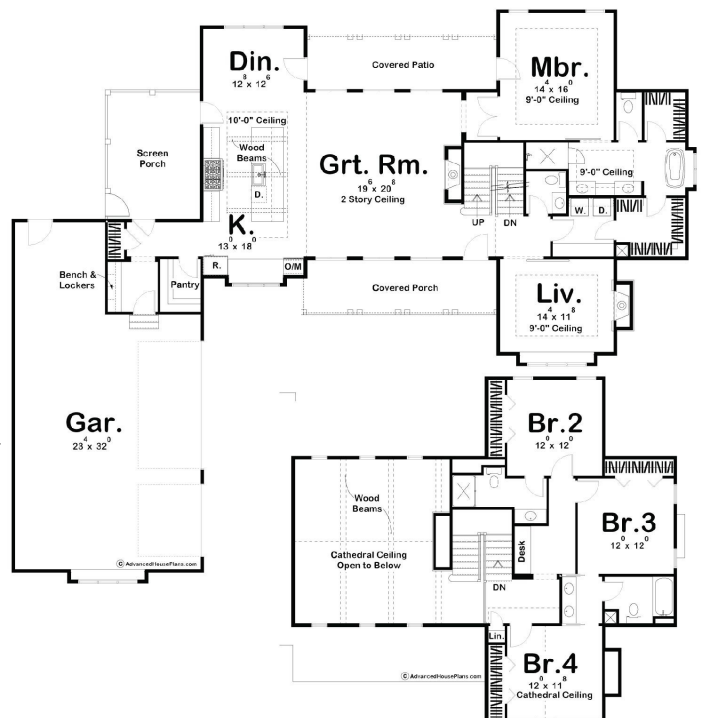 Din.
12⁸ x 12⁶
Covered Patio
Mbr.
14⁴ x 16⁰
9'-0" Ceiling
10'-0" Ceiling
Wood
Beams
D.
Screen
Porch
Grt. Rm.
19⁶ x 20⁸
2 Story Ceiling
9'-0" Ceiling
K.
13⁰ x 18⁰
UP
DN
W.
D.
Bench &
Lockers
R.
O/M
Pantry
Covered Porch
Liv.
14⁴ x 11⁸
9'-0" Ceiling
Gar.
23⁴ x 32⁰
© AdvancedHousePlans.com
Br.2
12⁰ x 12⁰
Wood
Beams
Br.3
12⁰ x 12⁰
Desk
Cathedral Ceiling
Open to Below
DN
Lin.
Br.4
12⁰ x 11⁸
Cathedral Ceiling
© AdvancedHousePlans.com